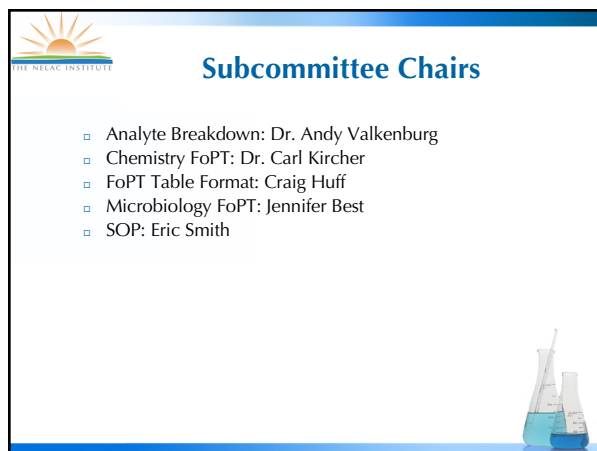 THE NELAC INSTITUTE
Subcommittee Chairs
▫ Analyte Breakdown: Dr. Andy Valkenburg
▫ Chemistry FoPT: Dr. Carl Kircher
▫ FoPT Table Format: Craig Huff
▫ Microbiology FoPT: Jennifer Best
▫ SOP: Eric Smith